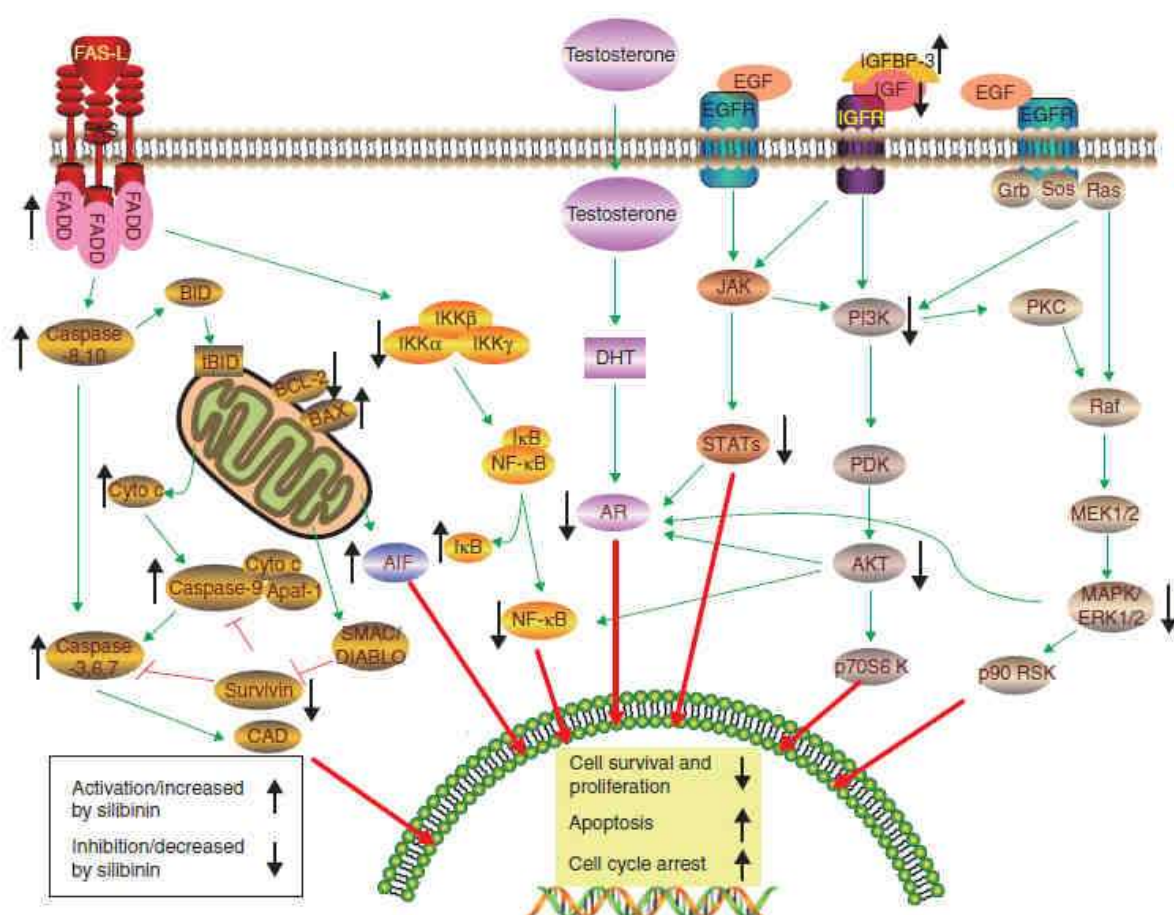 FAS-L
FAS
FADD
FADD
FADD
Testosterone
EGF
EGFR
IGFBP-3
IGF
IGFR
EGF
EGFR
Grb
Sos
Ras
Testosterone
BID
JAK
PI3K
PKC
Caspase
-8,10
IKKβ
IKKα
IKKγ
tBID
DHT
BCL-2
BAX
Raf
IκB
NF-κB
STATs
PDK
Cyto c
AR
MEK1/2
IκB
AIF
AKT
Cyto c
Caspase-9
Apaf-1
MAPK/
ERK1/2
NF-κB
SMAC/
DIABLO
Caspase
-3,6,7
p70S6 K
p90 RSK
Survivin
CAD
Activation/increased
by silibinin
Inhibition/decreased
by silibinin
Cell survival and
proliferation
Apoptosis
Cell cycle arrest